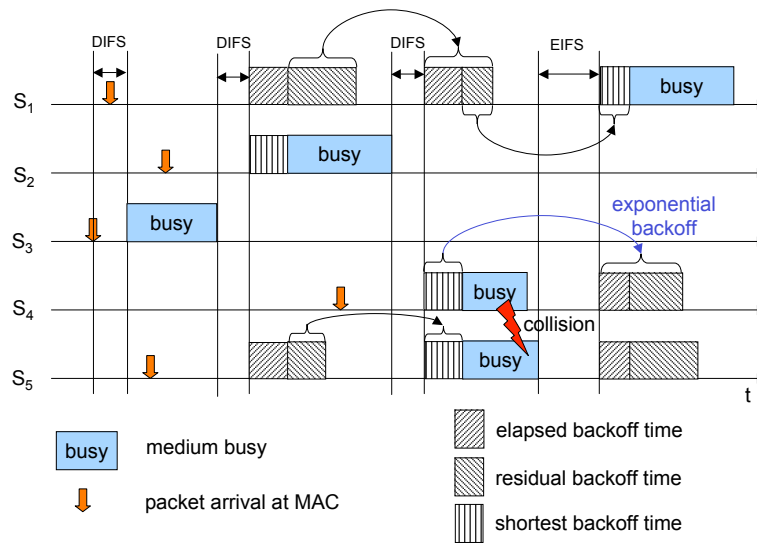 DIFS DIFS DIFS EIFS
S1 busy
S2 busy
S3 busy
exponential
backoff
S4 busy
collision
S5 busy
t
busy medium busy
packet arrival at MAC
elapsed backoff time
residual backoff time
shortest backoff time